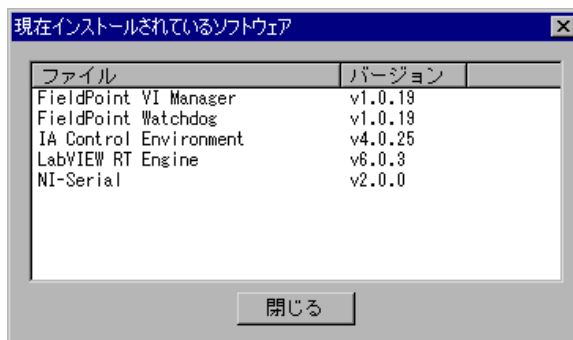 現在インストールされているソフトウェア
ファイル バージョン
FieldPoint VI Manager v1.0.19
FieldPoint Watchdog v1.0.19
IA Control Environment v4.0.25
LabVIEW RT Engine v6.0.3
NI-Serial v2.0.0
閉じる